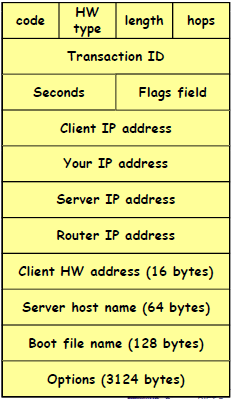 code HW type length hops
Transaction ID
Seconds Flags field
Client IP address
Your IP address
Server IP address
Router IP address
Client HW address (16 bytes)
Server host name (64 bytes)
Boot file name (128 bytes)
Options (3124 bytes)